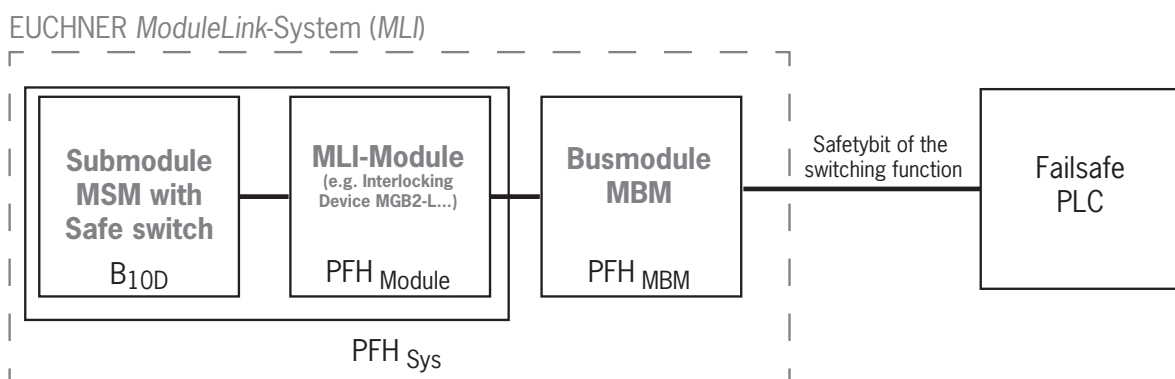 EUCHNER ModuleLink-System (MLI)
Submodule
MSM with
Safe switch
B10D
MLI-Module
(e.g. Interlocking
Device MGB2-L...)
PFH Module
Busmodule
MBM
PFH MBM
Safetybit of the
switching function
Failsafe
PLC
PFH Sys